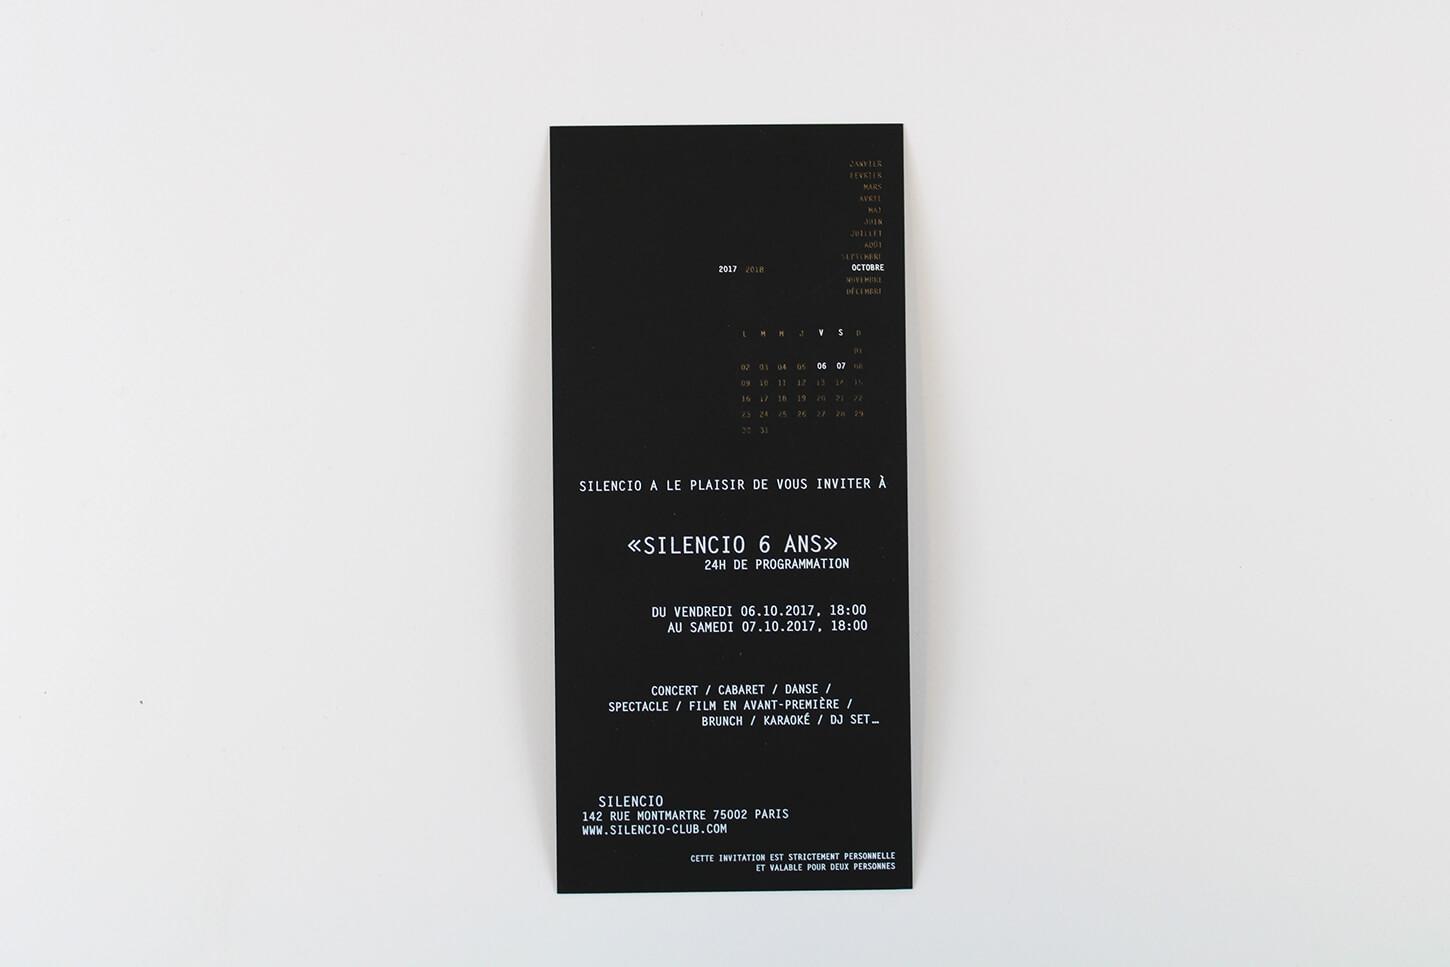 JANVIER
FÉVRIER
MARS
AVRIL
MAI
JUIN
JUILLET
AOÛT
SEPTEMBRE
2017 2018 OCTOBRE
NOVEMBRE
DÉCEMBRE
L M M J V S D
01
02 03 04 05 06 07 08
09 10 11 12 13 14 15
16 17 18 19 20 21 22
23 24 25 26 27 28 29
30 31
SILENCIO A LE PLAISIR DE VOUS INVITER À
«SILENCIO 6 ANS»
24H DE PROGRAMMATION
DU VENDREDI 06.10.2017, 18:00
AU SAMEDI 07.10.2017, 18:00
CONCERT / CABARET / DANSE /
SPECTACLE / FILM EN AVANT-PREMIÈRE /
BRUNCH / KARAOKÉ / DJ SET…
SILENCIO
142 RUE MONTMARTRE 75002 PARIS
WWW.SILENCIO-CLUB.COM
CETTE INVITATION EST STRICTEMENT PERSONNELLE
ET VALABLE POUR DEUX PERSONNES